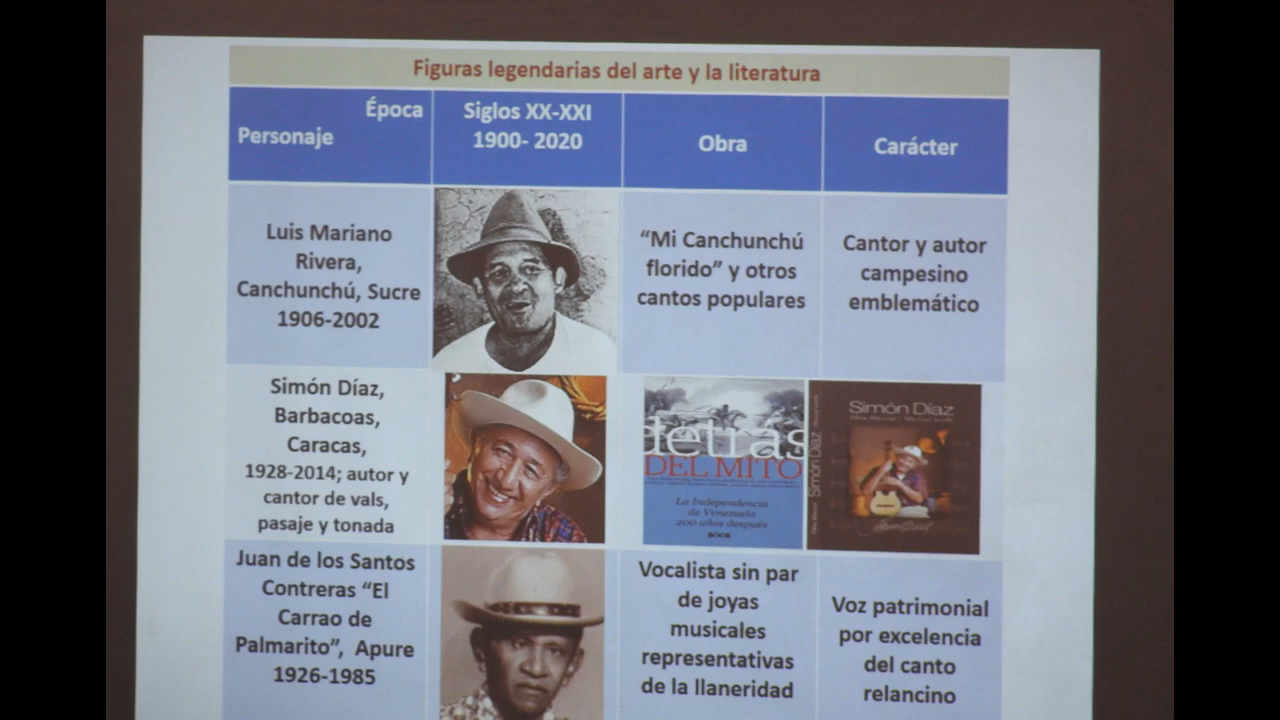 Figuras legendarias del arte y la literatura
Época
Personaje
Siglos XX-XXI
1900- 2020
Obra
Carácter
Luis Mariano
Rivera,
Canchunchú, Sucre
1906-2002
“Mi Canchunchú
florido” y otros
cantos populares
Cantor y autor
campesino
emblemático
Simón Díaz,
Barbacoas,
Caracas,
1928-2014; autor y
cantor de vals,
pasaje y tonada
detrás
DEL MITO
La Independencia
de Venezuela
200 años después
Simón Díaz
Simón Díaz
Juan de los Santos
Contreras “El
Carrao de
Palmarito”, Apure
1926-1985
Vocalista sin par
de joyas
musicales
representativas
de la llaneridad
Voz patrimonial
por excelencia
del canto
relancino